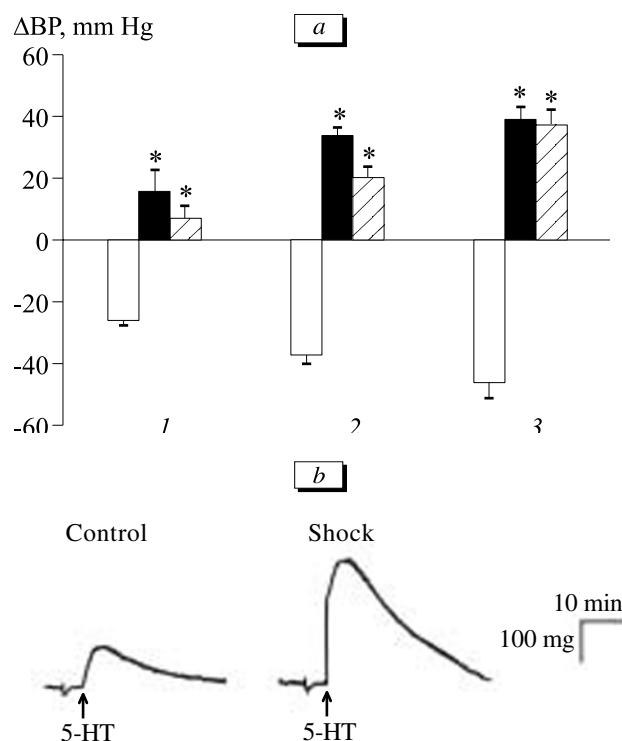 ΔBP, mm Hg
a
60
40
20
0
-20
-40
-60
* * * * * *
1 2 3
b
Control Shock
10 min
100 mg
5-HT 5-HT